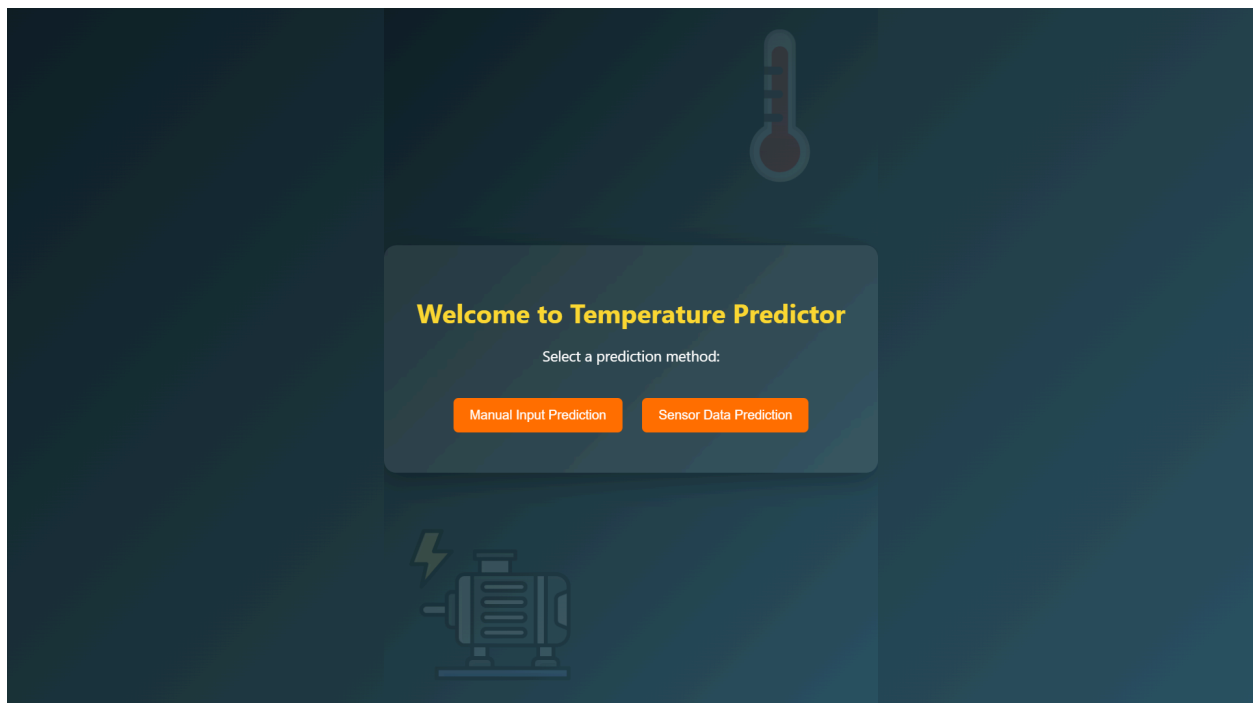 Welcome to Temperature Predictor
Select a prediction method:
Manual Input Prediction
Sensor Data Prediction